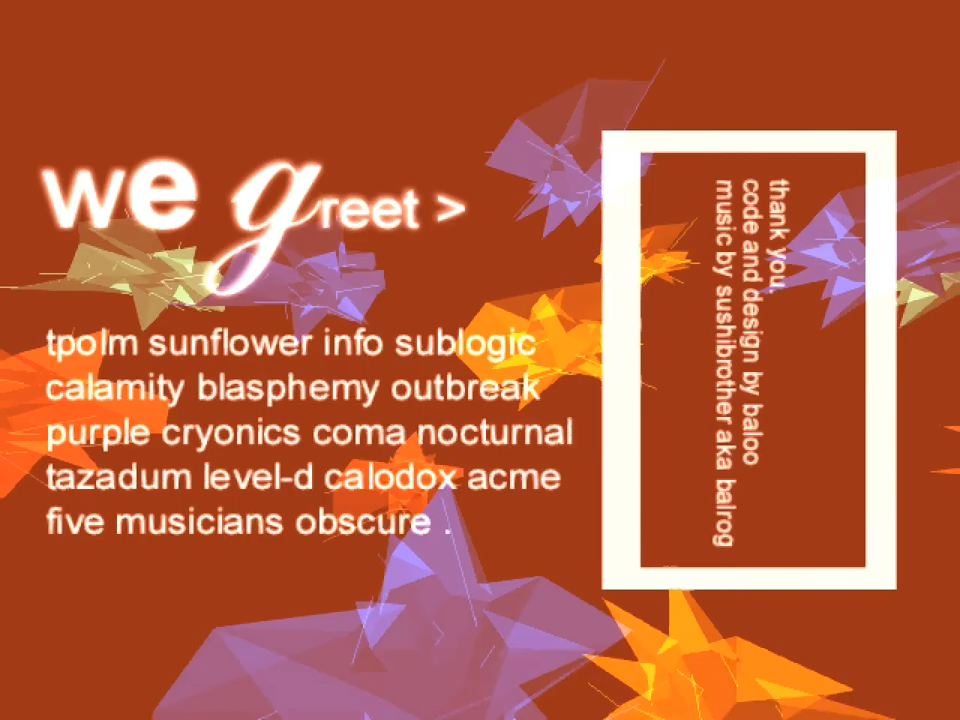 we greet >
tpolm sunflower info sublogic
calamity blasphemy outbreak
purple cryonics coma nocturnal
tazadum level-d calodox acme
five musicians obscure .
thank you.
code and design by baloo
music by sushibrother aka balrog